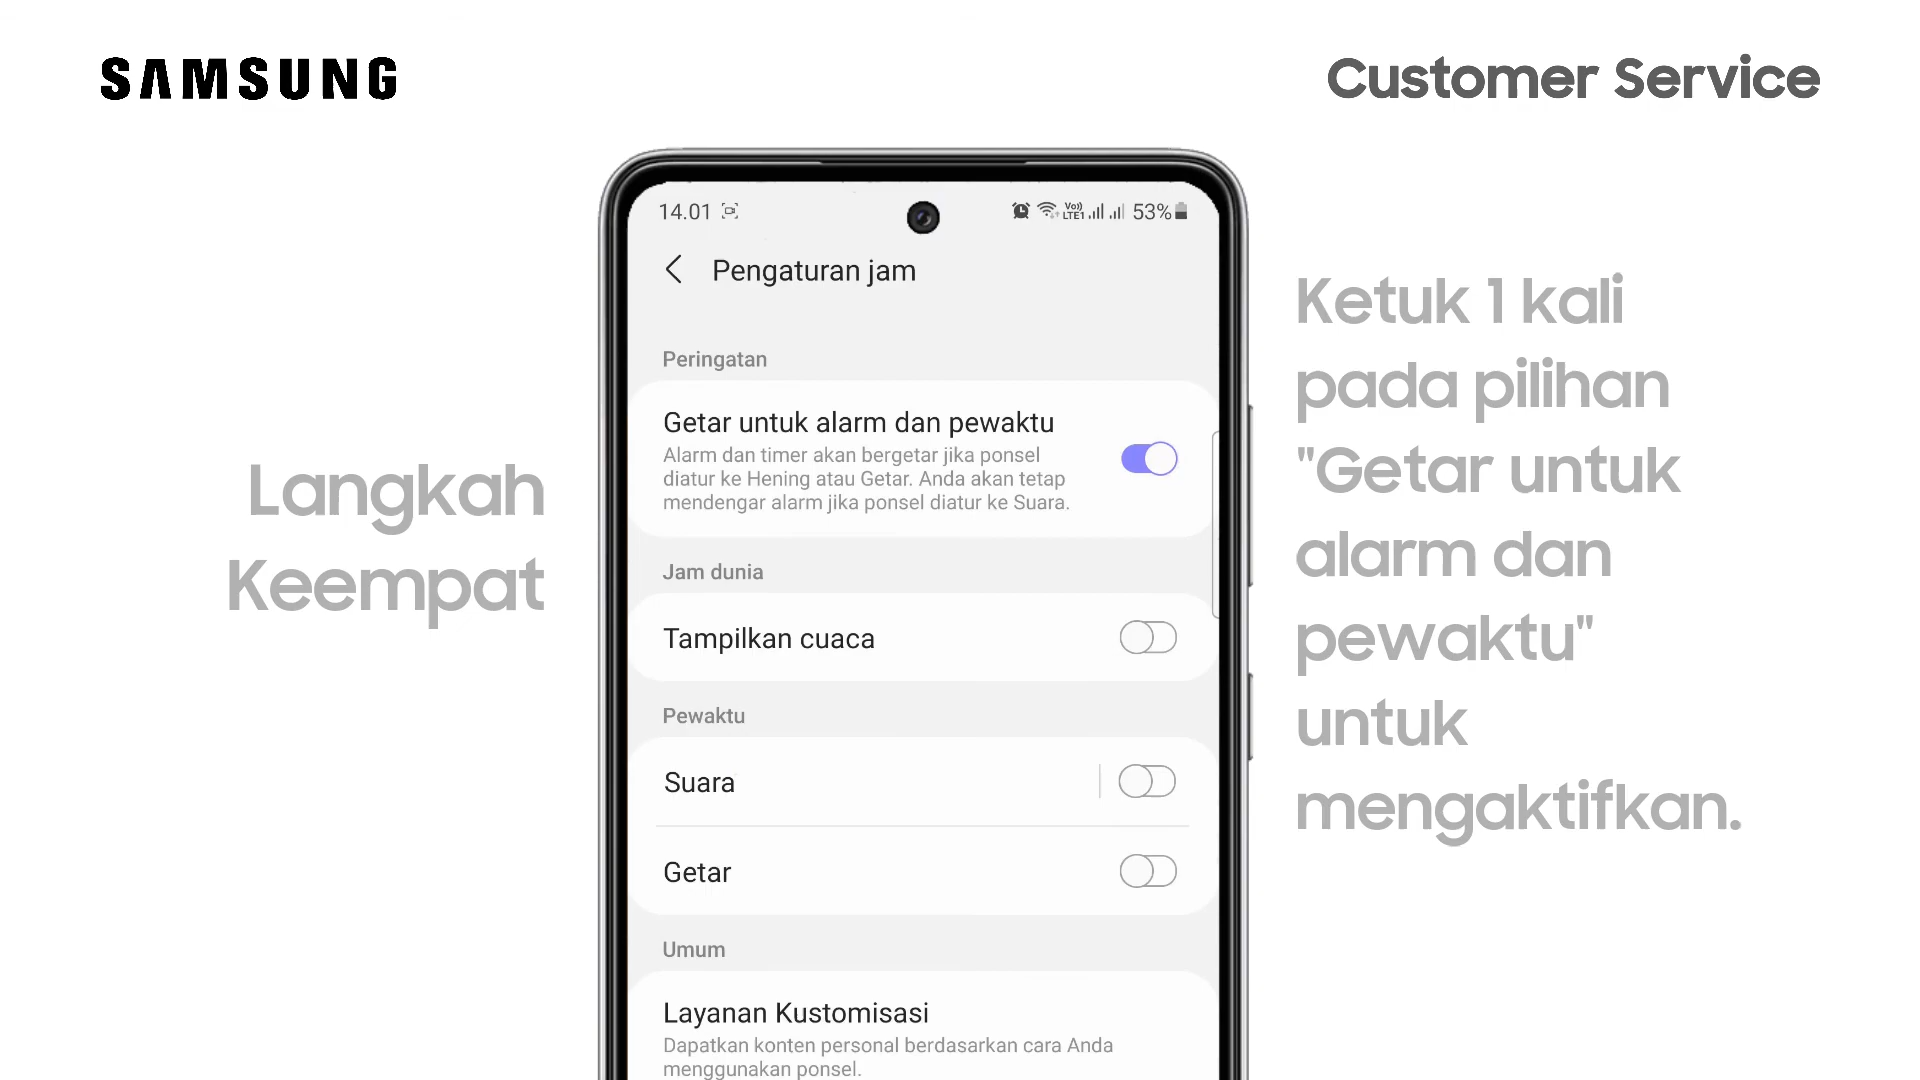 SAMSUNG
Customer Service
Langkah
Keempat
14.01
Vo))
LTE1
53%
Pengaturan jam
Peringatan
Getar untuk alarm dan pewaktu
Alarm dan timer akan bergetar jika ponsel
diatur ke Hening atau Getar. Anda akan tetap
mendengar alarm jika ponsel diatur ke Suara.
Jam dunia
Tampilkan cuaca
Pewaktu
Suara
Getar
Umum
Layanan Kustomisasi
Dapatkan konten personal berdasarkan cara Anda
menggunakan ponsel.
Ketuk 1 kali
pada pilihan
"Getar untuk
alarm dan
pewaktu"
untuk
mengaktifkan.